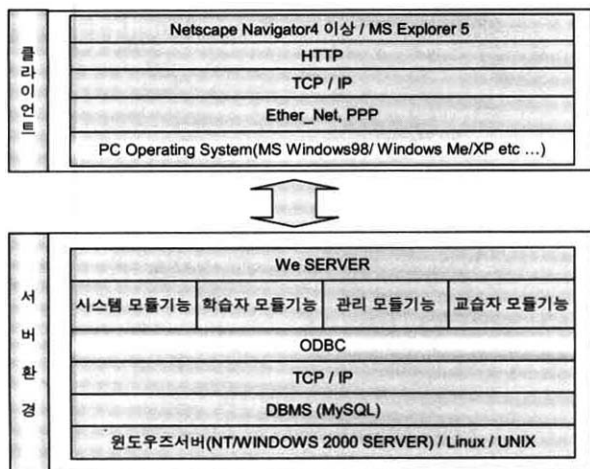 클라이언트
Netscape Navigator4 이상 / MS Explorer 5
HTTP
TCP / IP
Ether_Net, PPP
PC Operating System(MS Windows98/ Windows Me/XP etc ...)
서버환경
We SERVER
시스템 모듈기능 학습자 모듈기능 관리 모듈기능 교습자 모듈기능
ODBC
TCP / IP
DBMS (MySQL)
윈도우즈서버(NT/WINDOWS 2000 SERVER) / Linux / UNIX